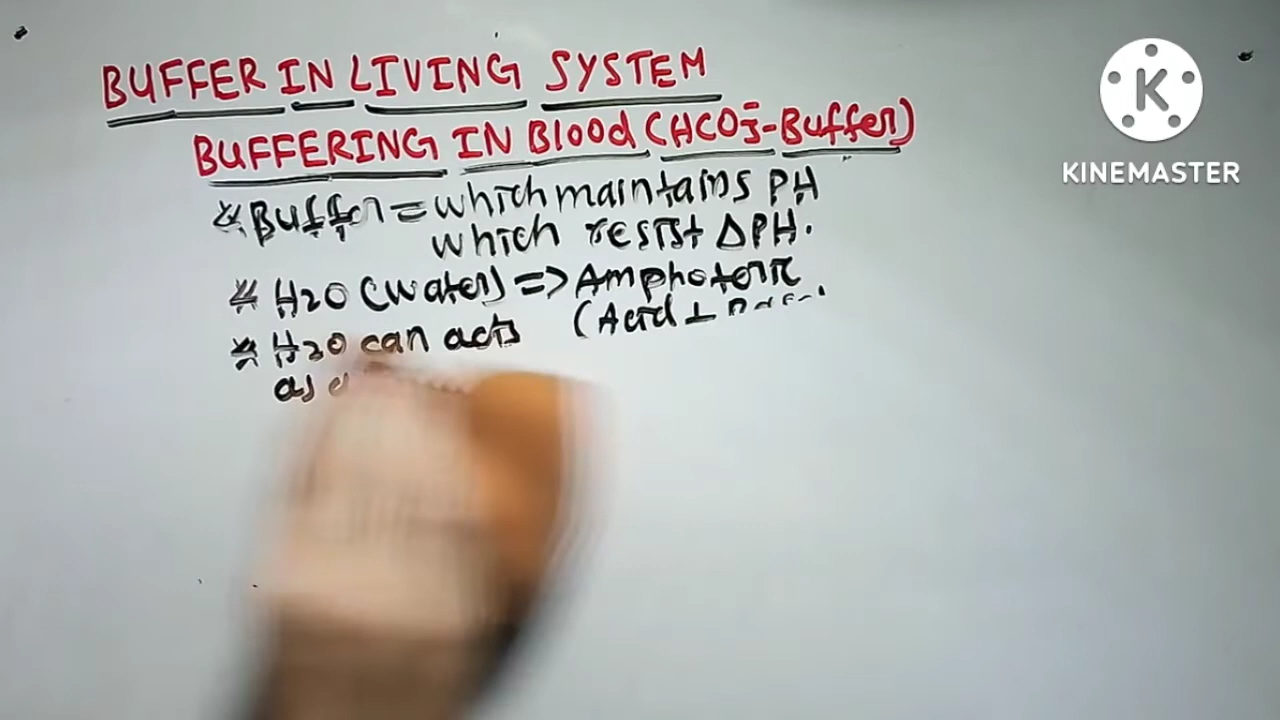 BUFFER IN LIVING SYSTEM
BUFFERING IN Blood (HCO3̄-Buffer)
* Buffer = which maintains PH
which resist ΔPH.
* H2O (water) => Amphoteric
(Acid +
* H2O can acts
as
KINEMASTER